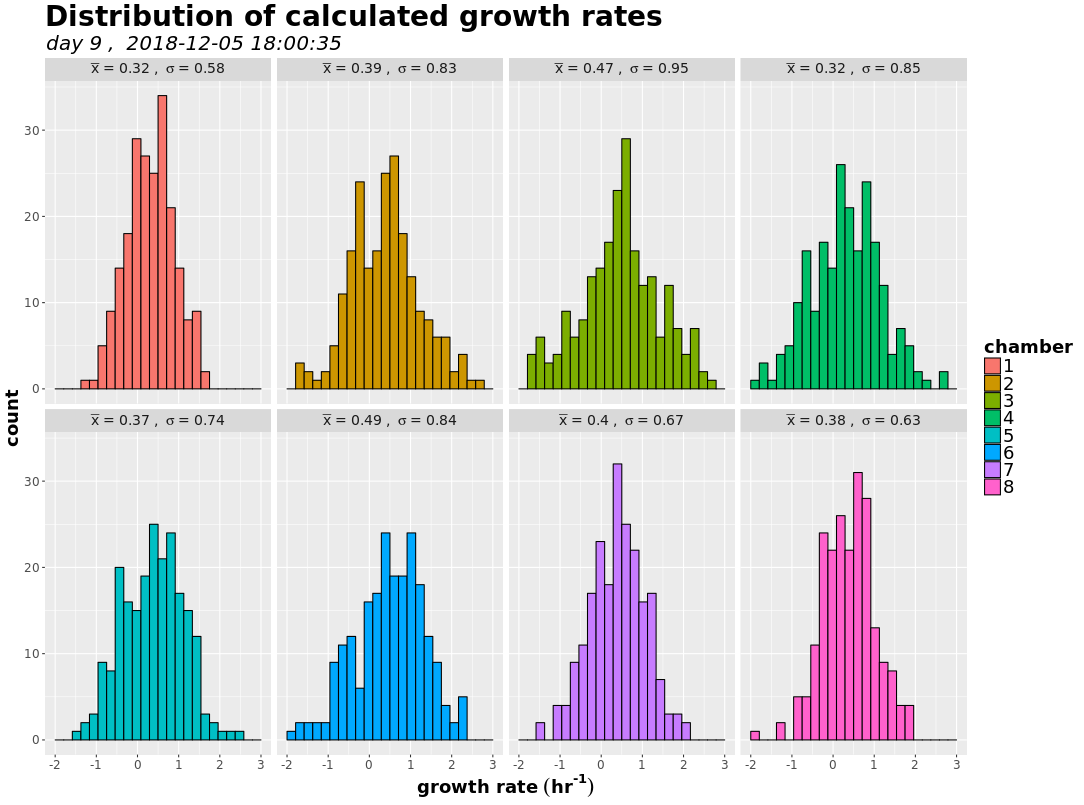 Distribution of calculated growth rates
day 9 ,  2018-12-05 18:00:35
x̅ = 0.32 ,  σ = 0.58
x̅ = 0.39 ,  σ = 0.83
x̅ = 0.47 ,  σ = 0.95
x̅ = 0.32 ,  σ = 0.85
30
20
10
0
x̅ = 0.37 ,  σ = 0.74
x̅ = 0.49 ,  σ = 0.84
x̅ = 0.4 ,  σ = 0.67
x̅ = 0.38 ,  σ = 0.63
30
20
10
0
-2 -1 0 1 2 3
-2 -1 0 1 2 3
-2 -1 0 1 2 3
-2 -1 0 1 2 3
count
growth rate (hr⁻¹)
chamber
1
2
3
4
5
6
7
8